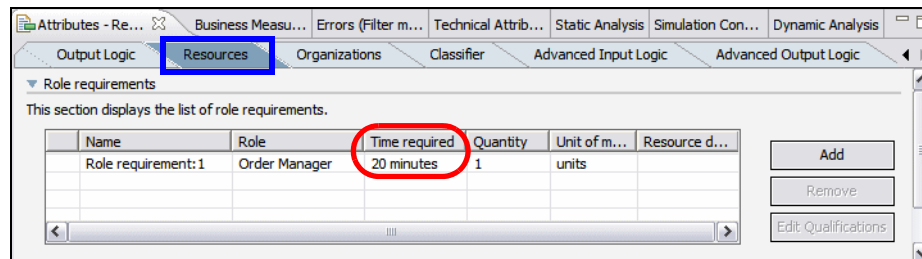 Attributes - Re... Business Measu... Errors (Filter m... Technical Attrib... Static Analysis Simulation Con... Dynamic Analysis
Output Logic Resources Organizations Classifier Advanced Input Logic Advanced Output Logic
Role requirements
This section displays the list of role requirements.
Name Role Time required Quantity Unit of m... Resource d...
Role requirement:1 Order Manager 20 minutes 1 units
Add
Remove
Edit Qualifications